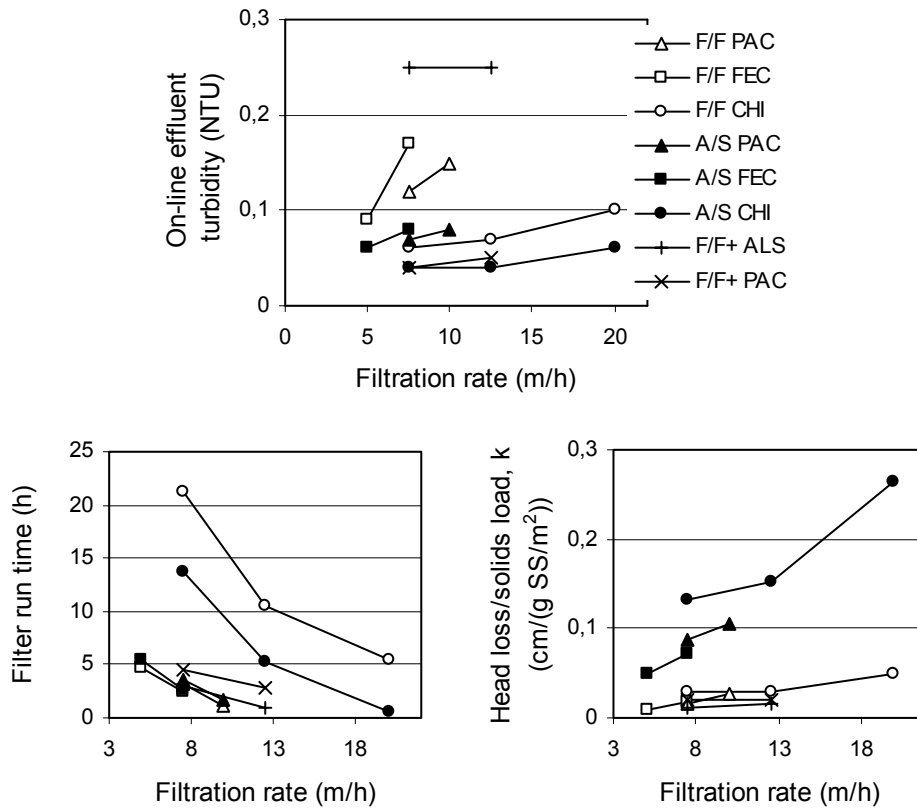 On-line effluent
turbidity (NTU)
0,3
0,2
0,1
0
0
5
10
15
20
Filtration rate (m/h)
F/F PAC
F/F FEC
F/F CHI
A/S PAC
A/S FEC
A/S CHI
F/F+ ALS
F/F+ PAC
Filter run time (h)
25
20
15
10
5
0
3
8
13
18
Filtration rate (m/h)
Head loss/solids load, k
(cm/(g SS/m²))
0,3
0,2
0,1
0
3
8
13
18
Filtration rate (m/h)